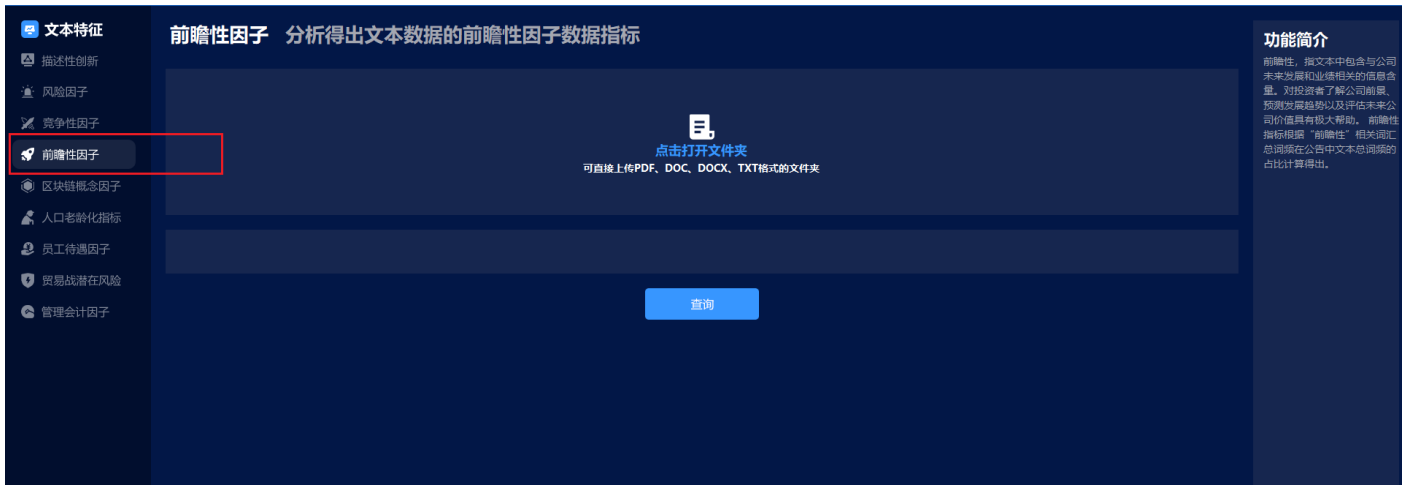 文本特征
描述性创新
风险因子
竞争性因子
前瞻性因子
区块链概念因子
人口老龄化指标
员工待遇因子
贸易战潜在风险
管理会计因子
前瞻性因子 分析得出文本数据的前瞻性因子数据指标
点击打开文件夹
可直接上传PDF、DOC、DOCX、TXT格式的文件夹
查询
功能简介
前瞻性，指文本中包含与公司
未来发展和业绩相关的信息含
量。对投资者了解公司前景、
预测发展趋势以及评估未来公
司价值具有极大帮助。 前瞻性
指标根据“前瞻性”相关词汇
总词频在公告中文本总词频的
占比计算得出。